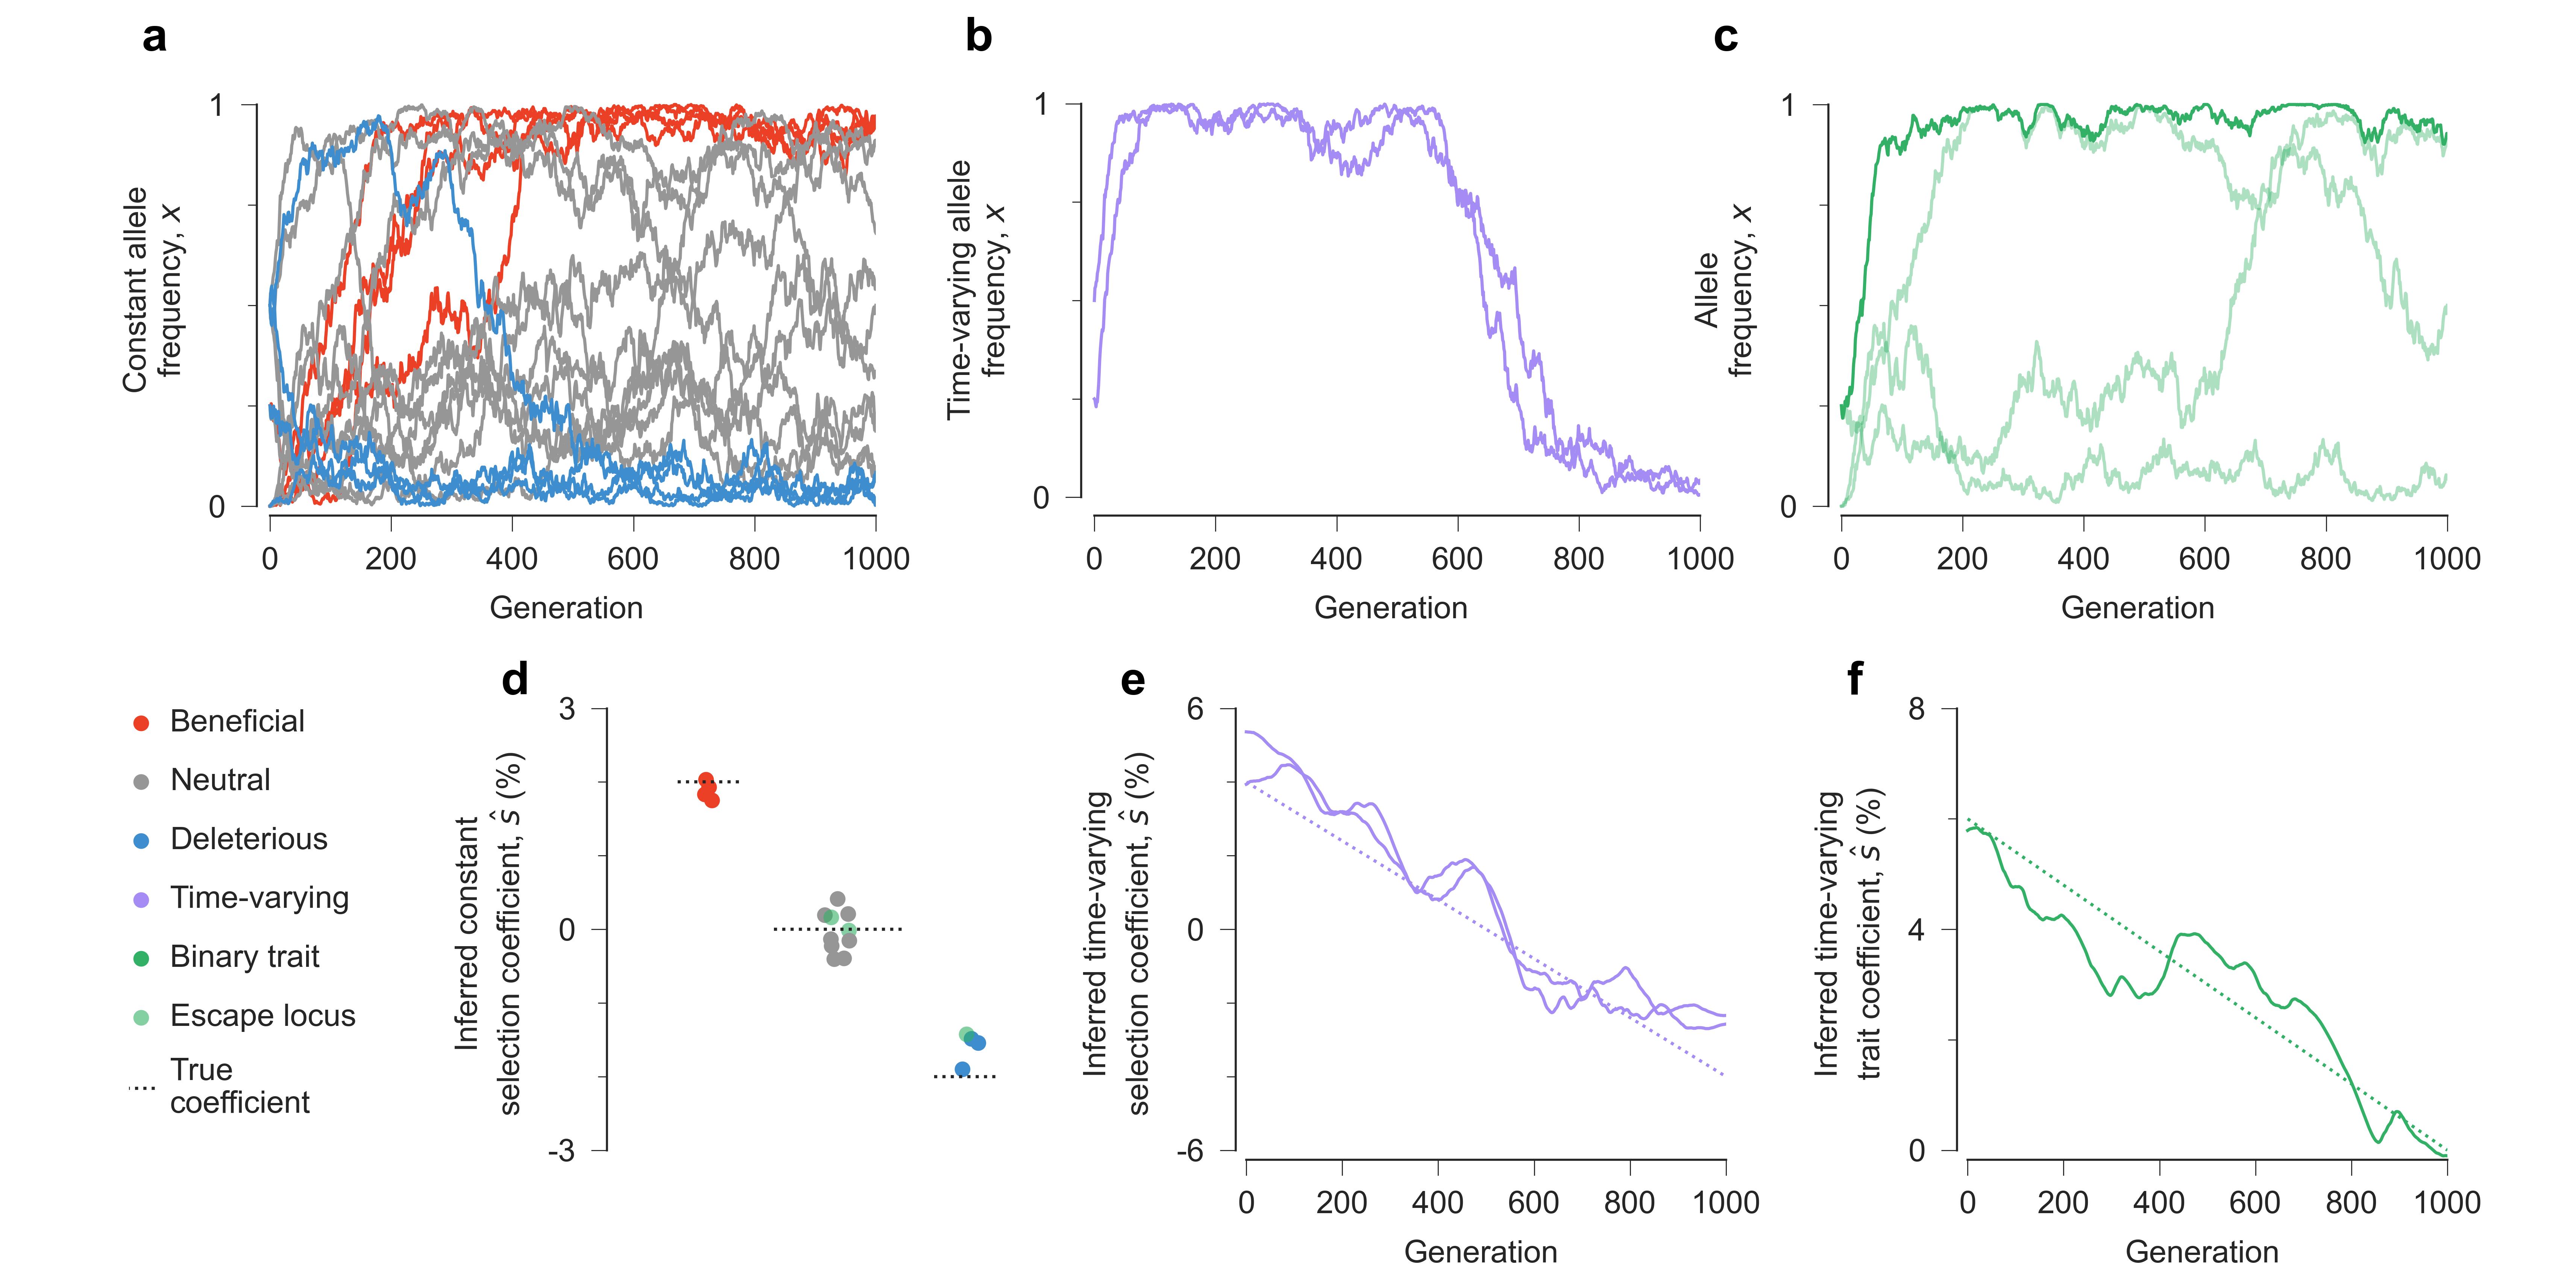 a
1
0
Constant allele
frequency, x
0 200 400 600 800 1000
Generation
b
1
0
Time-varying allele
frequency, x
0 200 400 600 800 1000
Generation
c
1
0
Allele
frequency, x
0 200 400 600 800 1000
Generation
Beneficial
Neutral
Deleterious
Time-varying
Binary trait
Escape locus
True
coefficient
d
3
0
-3
Inferred constant
selection coefficient, ŝ (%)
e
6
0
-6
Inferred time-varying
selection coefficient, ŝ (%)
0 200 400 600 800 1000
Generation
f
8
4
0
Inferred time-varying
trait coefficient, ŝ (%)
0 200 400 600 800 1000
Generation